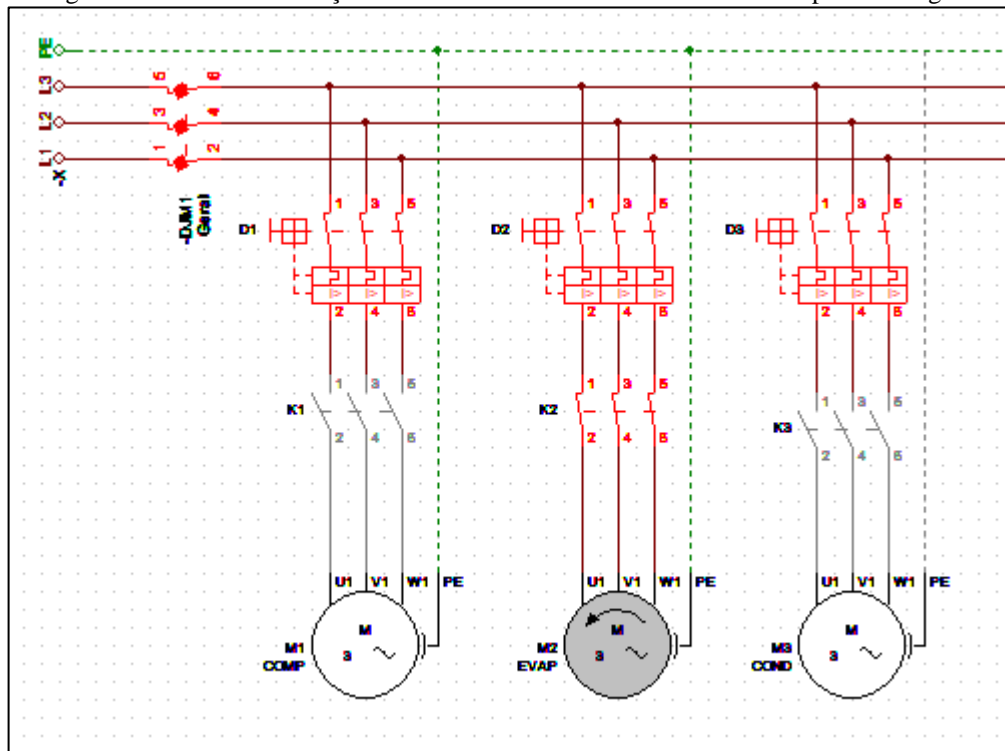 PE
L3 5 6
L2 3 4
L1 1 2
-X
-DJM1
Geral
D1 1 3 5
I> I> I>
2 4 6
D2 1 3 5
I> I> I>
2 4 6
D3 1 3 5
I> I> I>
2 4 6
K1 1 3 5
2 4 6
K2 1 3 5
2 4 6
K3 1 3 5
2 4 6
U1 V1 W1 PE
M1
COMP
M
3
U1 V1 W1 PE
M2
EVAP
M
3
U1 V1 W1 PE
M3
COND
M
3